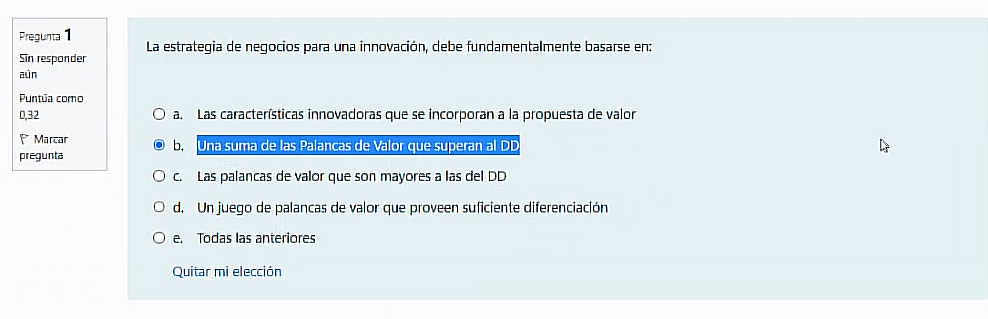 Pregunta 1
Sin responder
aún
Puntúa como
0,32
Marcar
pregunta
La estrategia de negocios para una innovación, debe fundamentalmente basarse en:
a. Las características innovadoras que se incorporan a la propuesta de valor
b. Una suma de las Palancas de Valor que superan al DD
c. Las palancas de valor que son mayores a las del DD
d. Un juego de palancas de valor que proveen suficiente diferenciación
e. Todas las anteriores
Quitar mi elección